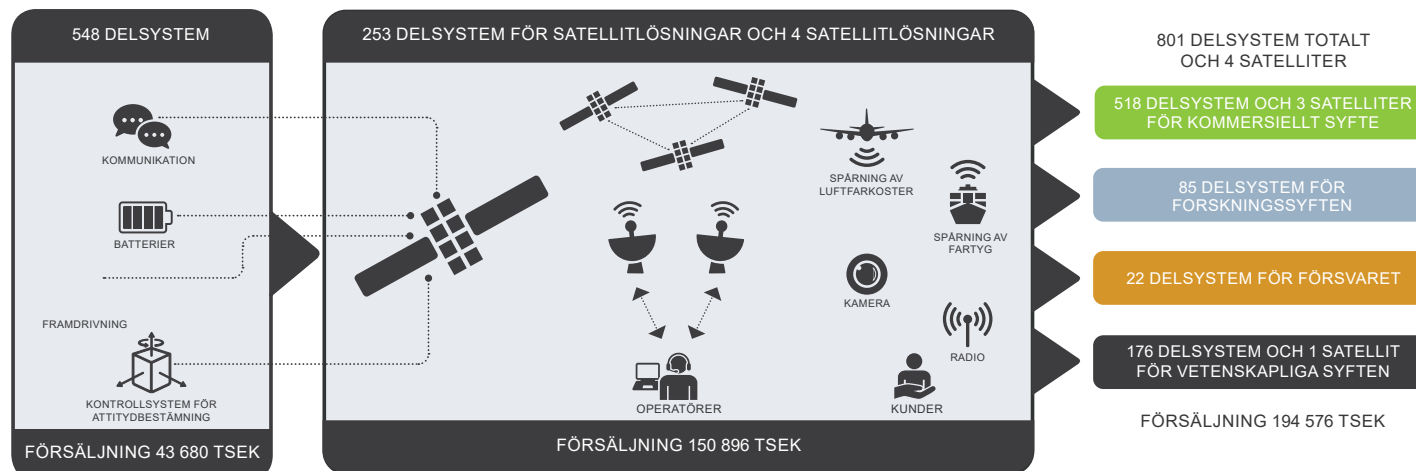 548 DELSYSTEM
KOMMUNIKATION
BATTERIER
FRAMDRIVNING
KONTROLLSYSTEM FÖR
ATTITYDBESTÄMNING
FÖRSÄLJNING 43 680 TSEK
253 DELSYSTEM FÖR SATELLITLÖSNINGAR OCH 4 SATELLITLÖSNINGAR
SPÅRNING AV
LUFTFARKOSTER
SPÅRNING AV
FARTYG
KAMERA
RADIO
OPERATÖRER
KUNDER
FÖRSÄLJNING 150 896 TSEK
801 DELSYSTEM TOTALT
OCH 4 SATELLITER
518 DELSYSTEM OCH 3 SATELLITER
FÖR KOMMERSIELLT SYFTE
85 DELSYSTEM FÖR
FORSKNINGSSYFTEN
22 DELSYSTEM FÖR FÖRSVARET
176 DELSYSTEM OCH 1 SATELLIT
FÖR VETENSKAPLIGA SYFTEN
FÖRSÄLJNING 194 576 TSEK